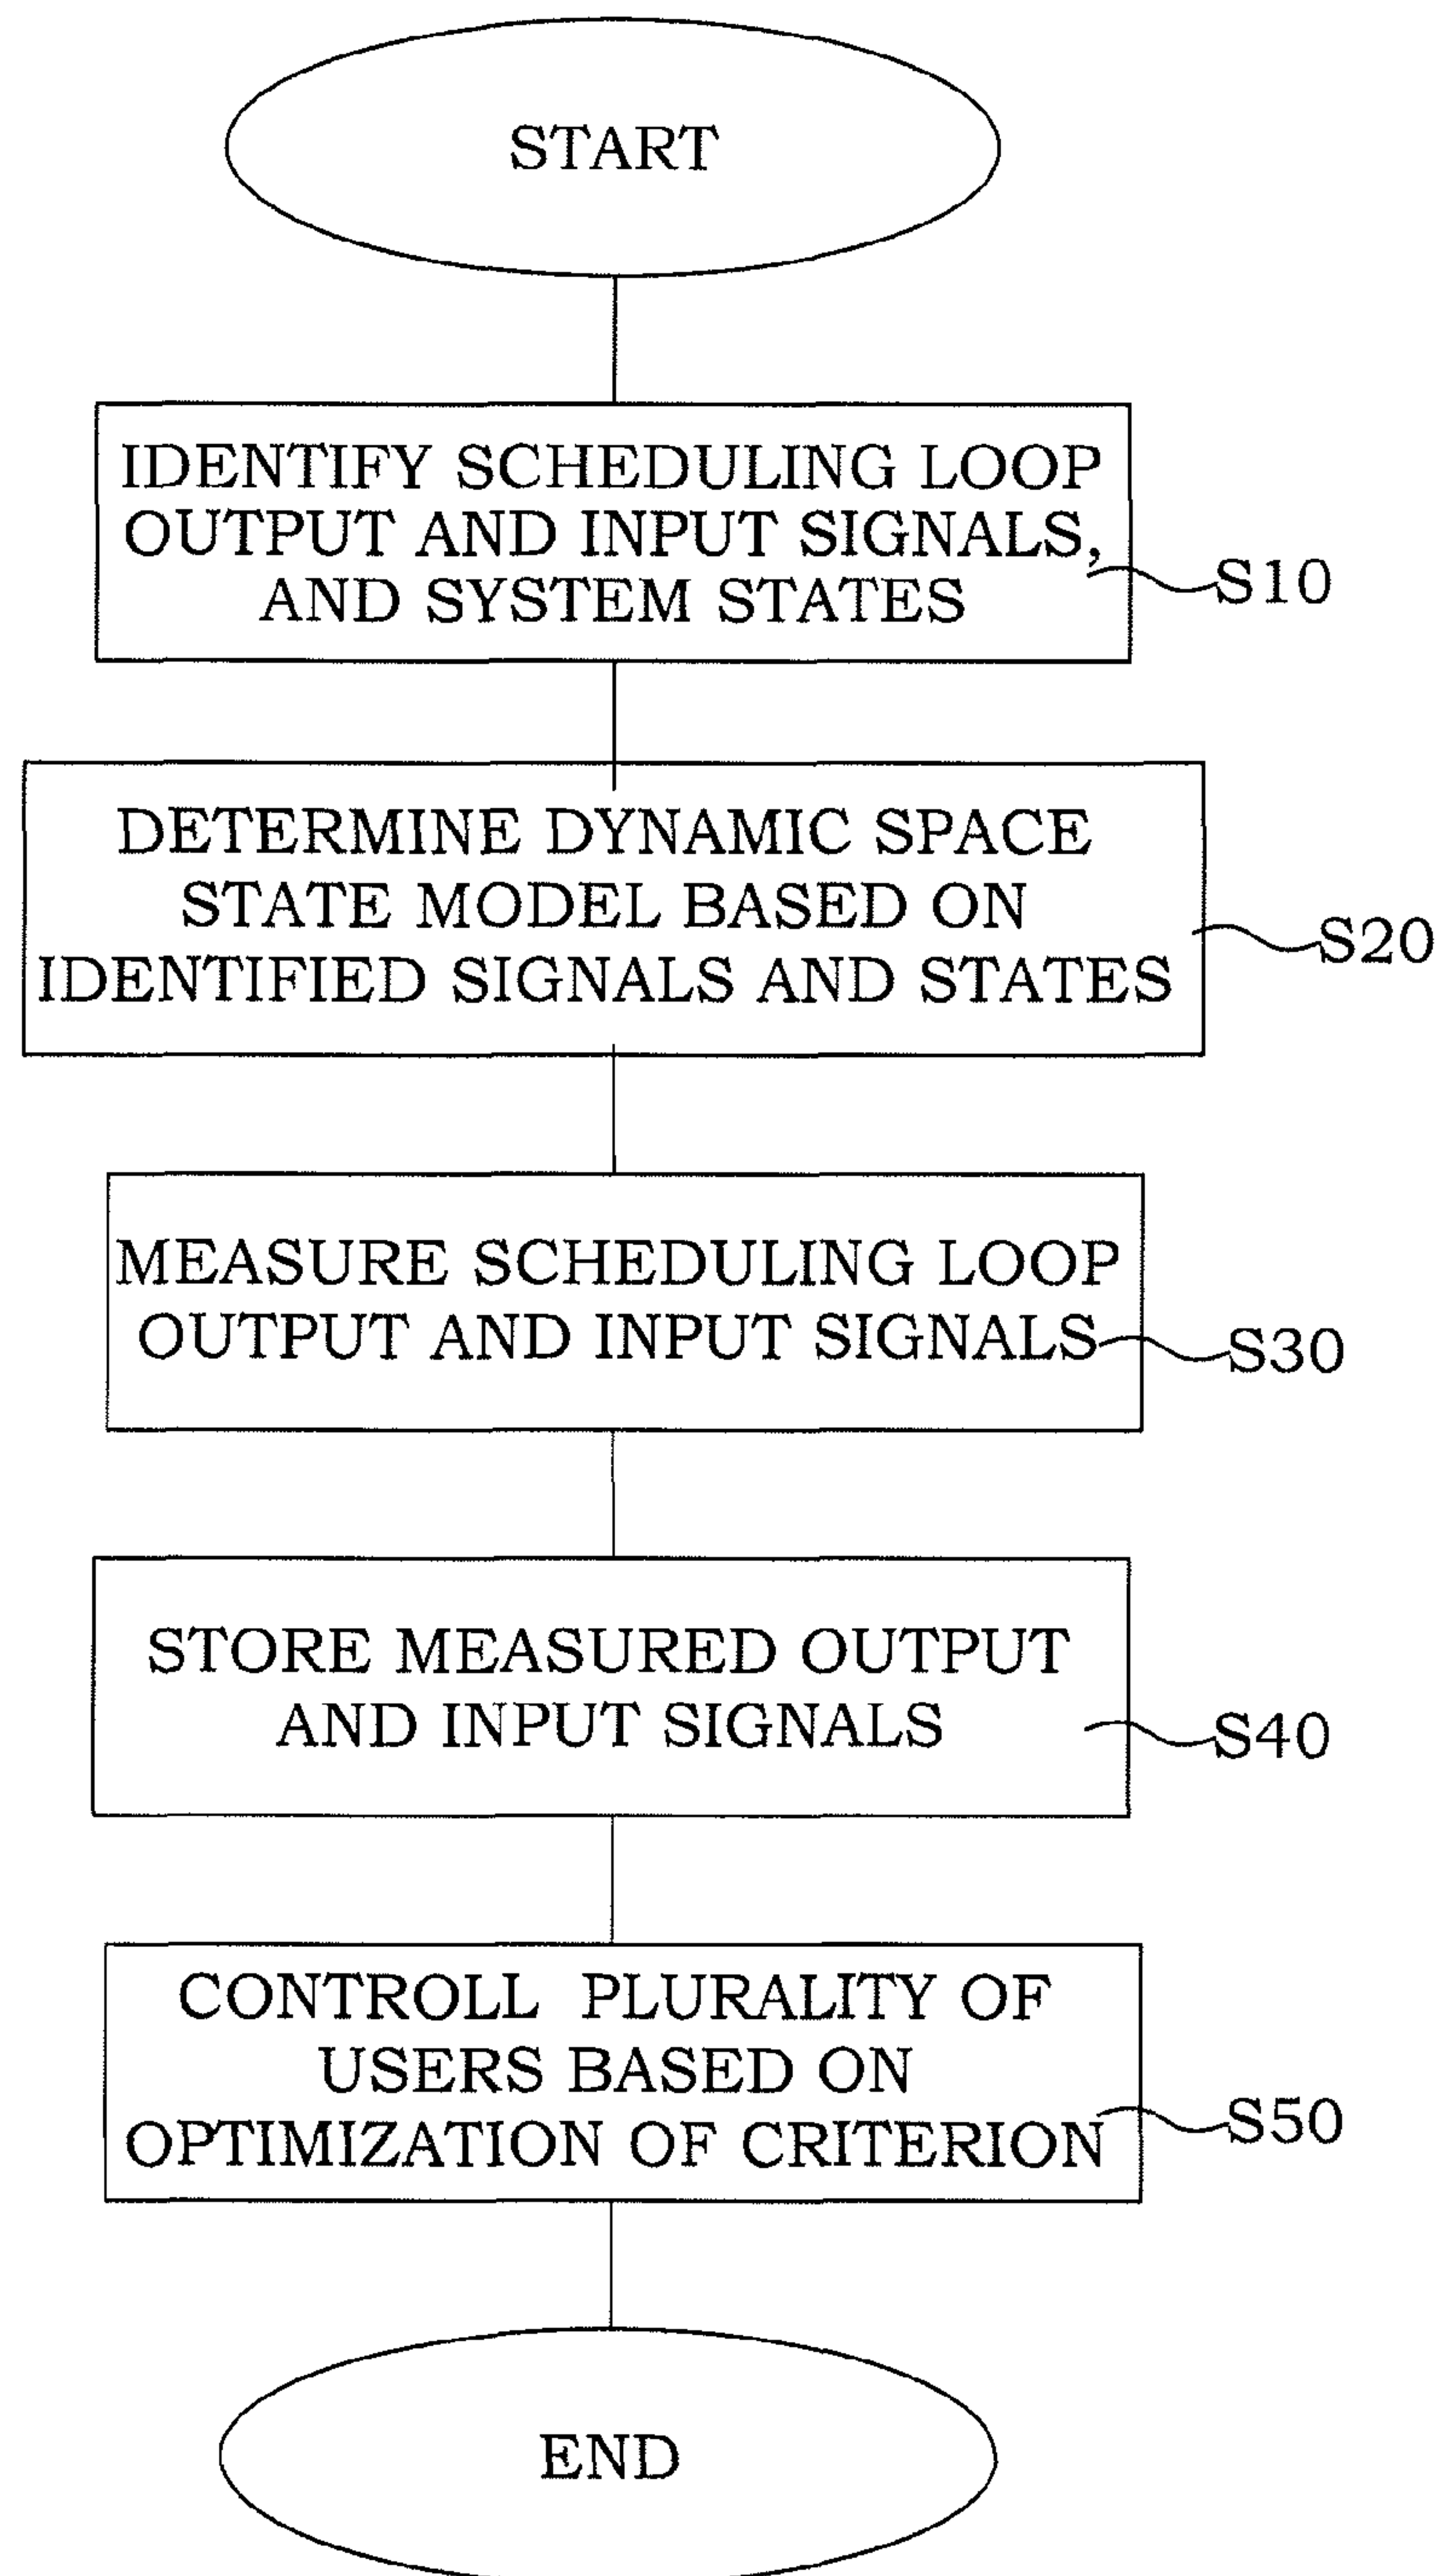 START
IDENTIFY SCHEDULING LOOP
OUTPUT AND INPUT SIGNALS,
AND SYSTEM STATES
S10
DETERMINE DYNAMIC SPACE
STATE MODEL BASED ON
IDENTIFIED SIGNALS AND STATES
S20
MEASURE SCHEDULING LOOP
OUTPUT AND INPUT SIGNALS
S30
STORE MEASURED OUTPUT
AND INPUT SIGNALS
S40
CONTROLL PLURALITY OF
USERS BASED ON
OPTIMIZATION OF CRITERION
S50
END